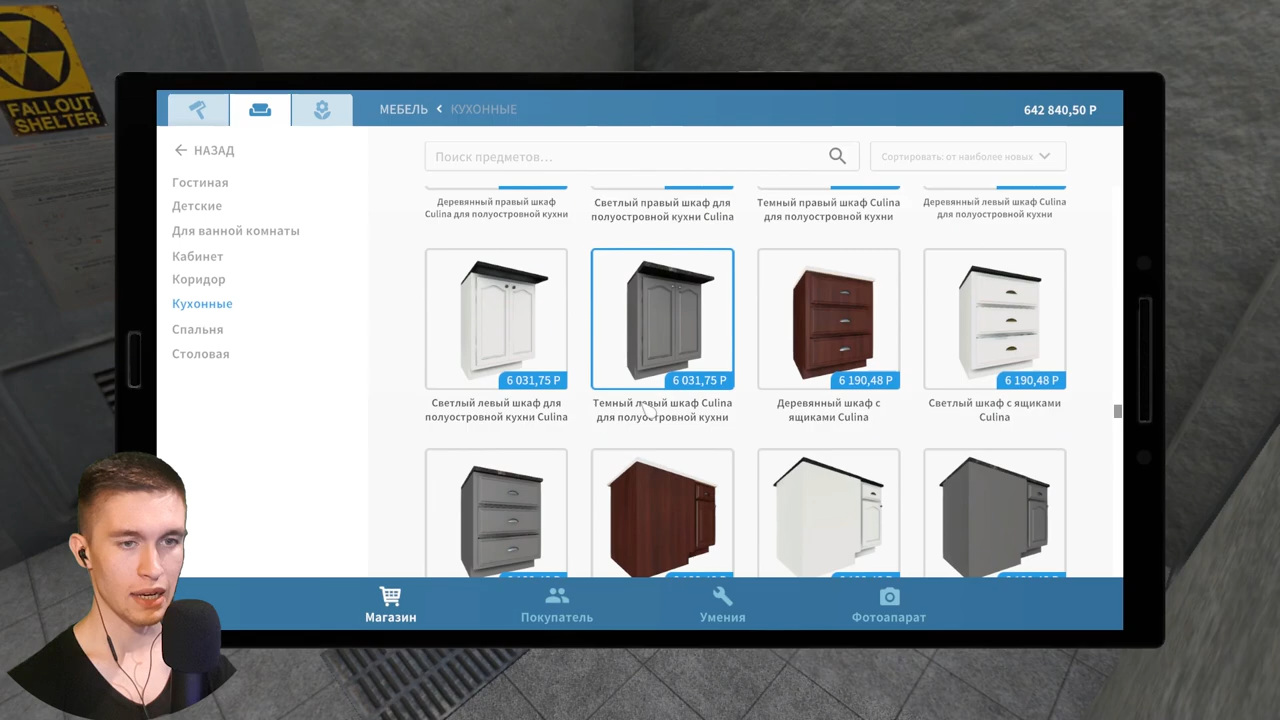 FALLOUT
SHELTER
МЕБЕЛЬ < КУХОННЫЕ
642 840,50 Р
НАЗАД
Гостиная
Детские
Для ванной комнаты
Кабинет
Коридор
Кухонные
Спальня
Столовая
Поиск предметов...
Сортировать: от наиболее новых
Деревянный правый шкаф
Culina для полуостровной кухни
Светлый правый шкаф для
полуостровной кухни Culina
Темный правый шкаф Culina
для полуостровной кухни
Деревянный левый шкаф Culina
для полуостровной кухни
6 031,75 Р
6 031,75 Р
6 190,48 Р
6 190,48 Р
Светлый левый шкаф для
полуостровной кухни Culina
Темный левый шкаф Culina
для полуостровной кухни
Деревянный шкаф с
ящиками Culina
Светлый шкаф с ящиками
Culina
Магазин
Покупатель
Умения
Фотоапарат